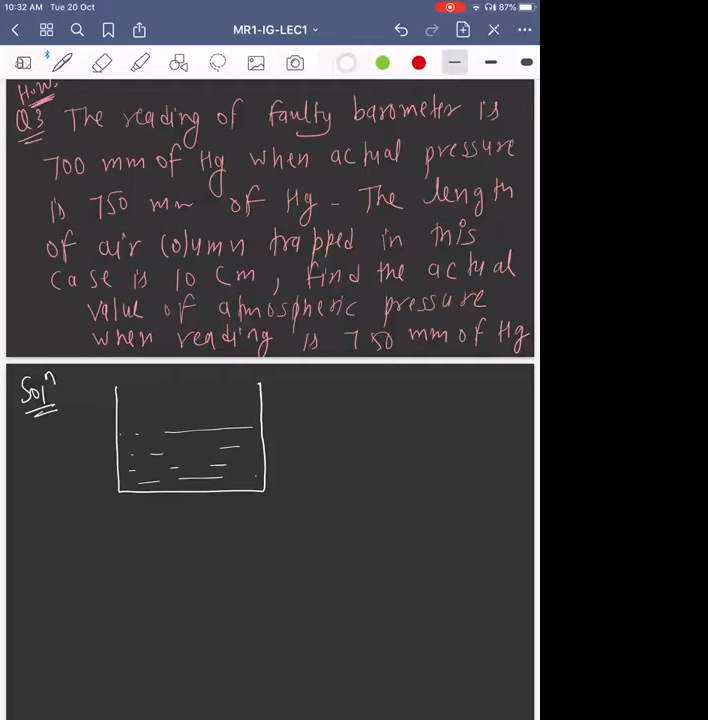 10:32 AM Tue 20 Oct
87%
MR1-IG-LEC1
H.W.
Q3 The reading of faulty barometer is
700 mm of Hg when actual pressure
is 750 mm of Hg - The length
of air column trapped in this
case is 10 cm, find the actual
value of atmospheric pressure
when reading is 750 mm of Hg
Solⁿ